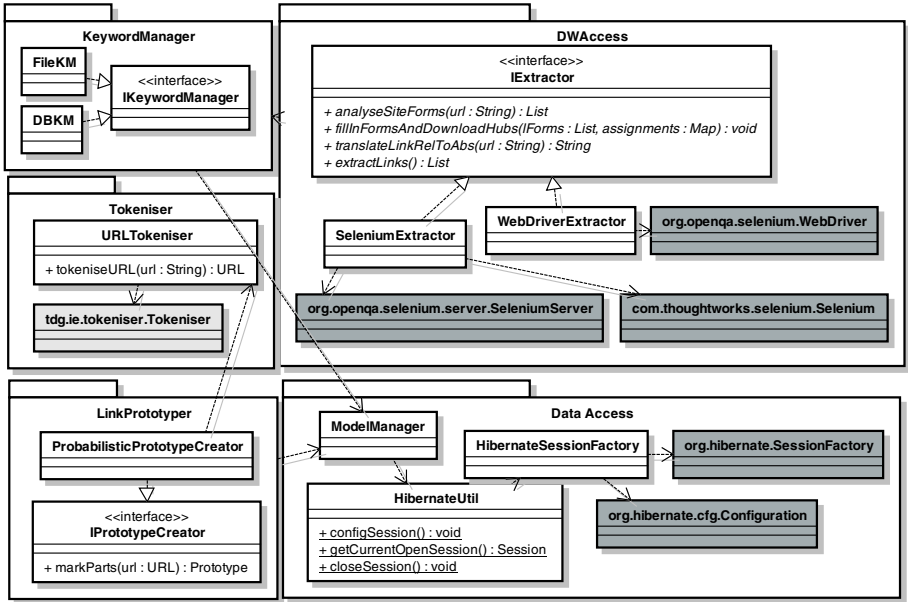 KeywordManager
FileKM
<<interface>>
IKeywordManager
DBKM
DWAccess
<<interface>>
IExtractor
+ analyseSiteForms(url : String) : List
+ fillInFormsAndDownloadHubs(lForms : List, assignments : Map) : void
+ translateLinkRelToAbs(url : String) : String
+ extractLinks() : List
SeleniumExtractor
WebDriverExtractor
org.openqa.selenium.WebDriver
org.openqa.selenium.server.SeleniumServer
com.thoughtworks.selenium.Selenium
Tokeniser
URLTokeniser
+ tokeniseURL(url : String) : URL
tdg.ie.tokeniser.Tokeniser
LinkPrototyper
ProbabilisticPrototypeCreator
<<interface>>
IPrototypeCreator
+ markParts(url : URL) : Prototype
Data Access
ModelManager
HibernateSessionFactory
org.hibernate.SessionFactory
HibernateUtil
+ configSession() : void
+ getCurrentOpenSession() : Session
+ closeSession() : void
org.hibernate.cfg.Configuration